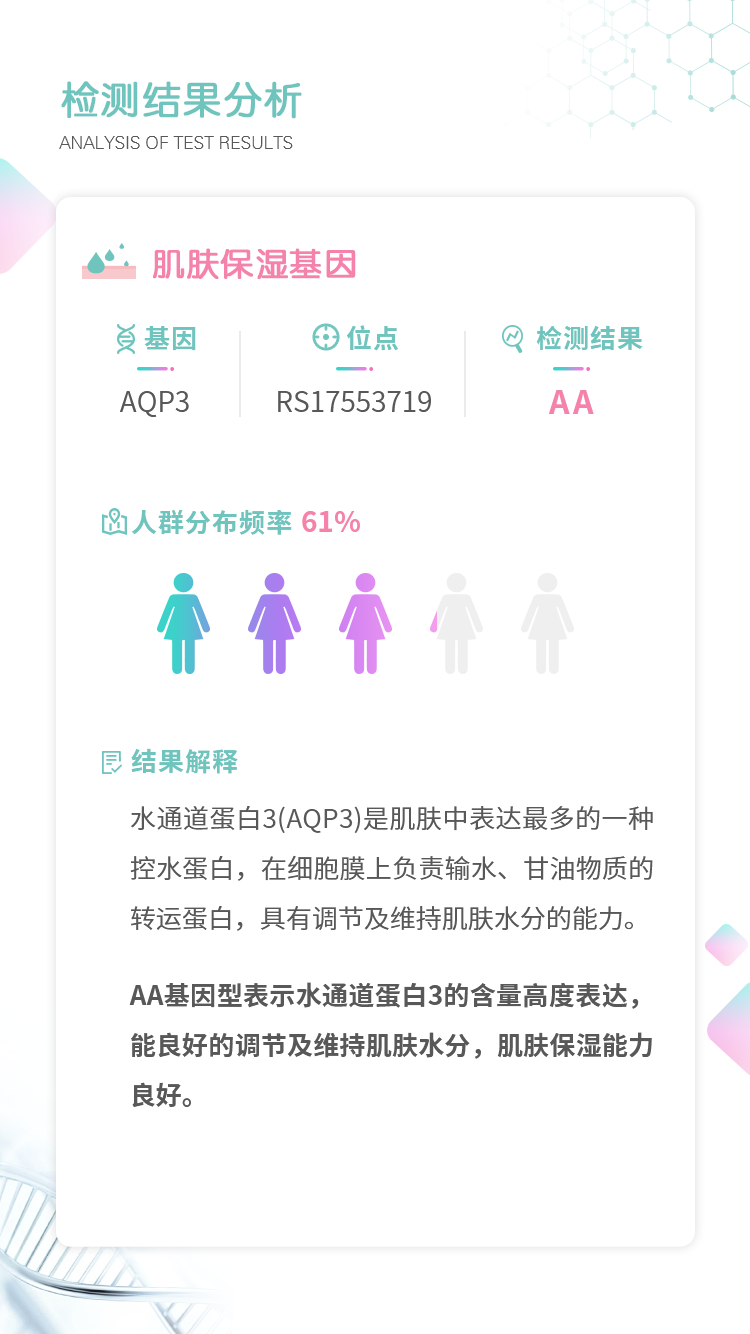 检测结果分析
ANALYSIS OF TEST RESULTS
肌肤保湿基因
基因 位点 检测结果
AQP3 RS17553719 AA
人群分布频率 61%
结果解释
水通道蛋白3(AQP3)是肌肤中表达最多的一种
控水蛋白，在细胞膜上负责输水、甘油物质的
转运蛋白，具有调节及维持肌肤水分的能力。
AA基因型表示水通道蛋白3的含量高度表达，
能良好的调节及维持肌肤水分，肌肤保湿能力
良好。